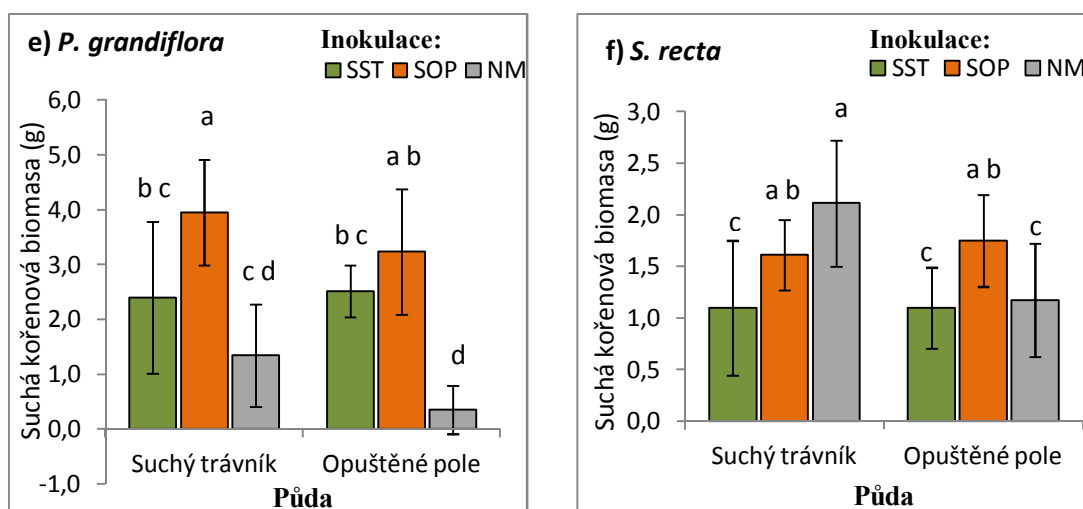 e) P. grandiflora
Inokulace:
SST SOP NM
Suchá kořenová biomasa (g)
6,0
5,0
4,0
3,0
2,0
1,0
0,0
-1,0
b c
a
c d
b c
a b
d
Suchý trávník
Opuštěné pole
Půda
f) S. recta
Inokulace:
SST SOP NM
Suchá kořenová biomasa (g)
3,0
2,5
2,0
1,5
1,0
0,5
0,0
c
a b
a
c
a b
c
Suchý trávník
Opuštěné pole
Půda